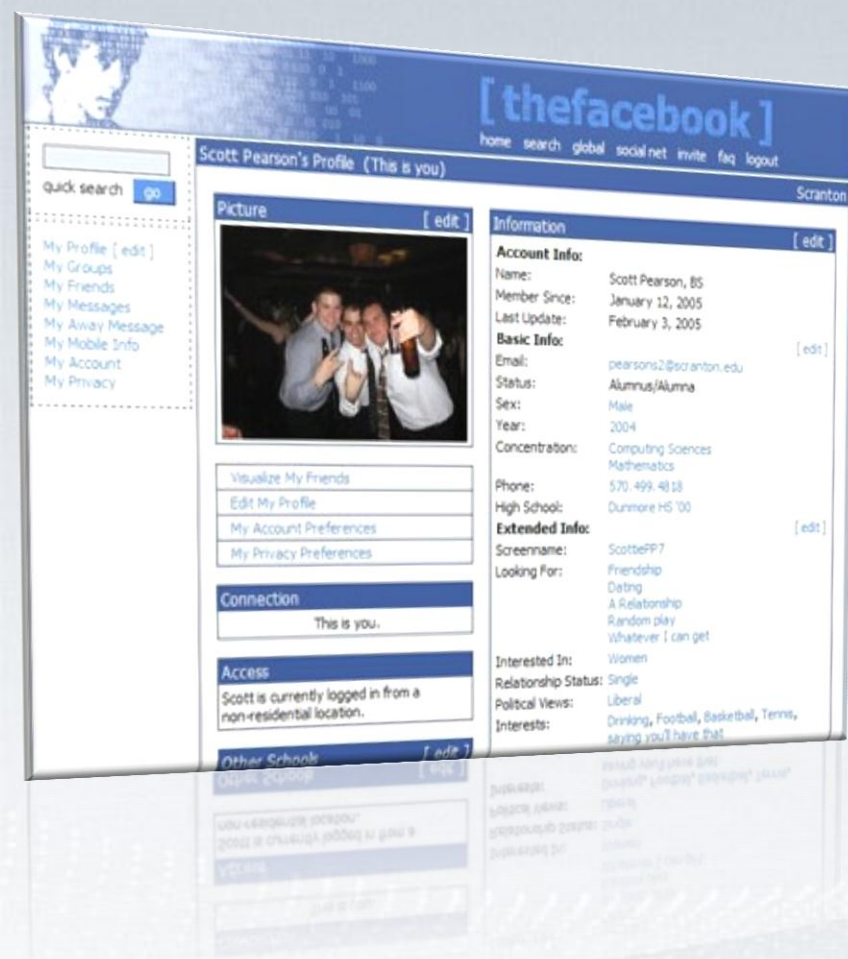 [ thefacebook ]
home search global social net invite faq logout
quick search go
My Profile [ edit ]
My Groups
My Friends
My Messages
My Away Message
My Mobile Info
My Account
My Privacy
Scott Pearson's Profile (This is you)
Scranton
Picture [ edit ]
Visualize My Friends
Edit My Profile
My Account Preferences
My Privacy Preferences
Connection
This is you.
Access
Scott is currently logged in from a
non-residential location.
Other Schools [ edit ]
Information [ edit ]
Account Info:
Name: Scott Pearson, BS
Member Since: January 12, 2005
Last Update: February 3, 2005
Basic Info: [ edit ]
Email: pearsons2@scranton.edu
Status: Alumnus/Alumna
Sex: Male
Year: 2004
Concentration: Computing Sciences
Mathematics
Phone: 570.499.4818
High School: Dunmore HS '00
Extended Info: [ edit ]
Screenname: ScottiePP7
Looking For: Friendship
Dating
A Relationship
Random play
Whatever I can get
Interested In: Women
Relationship Status: Single
Political Views: Liberal
Interests: Drinking, Football, Basketball, Tennis,
saying you'll have that